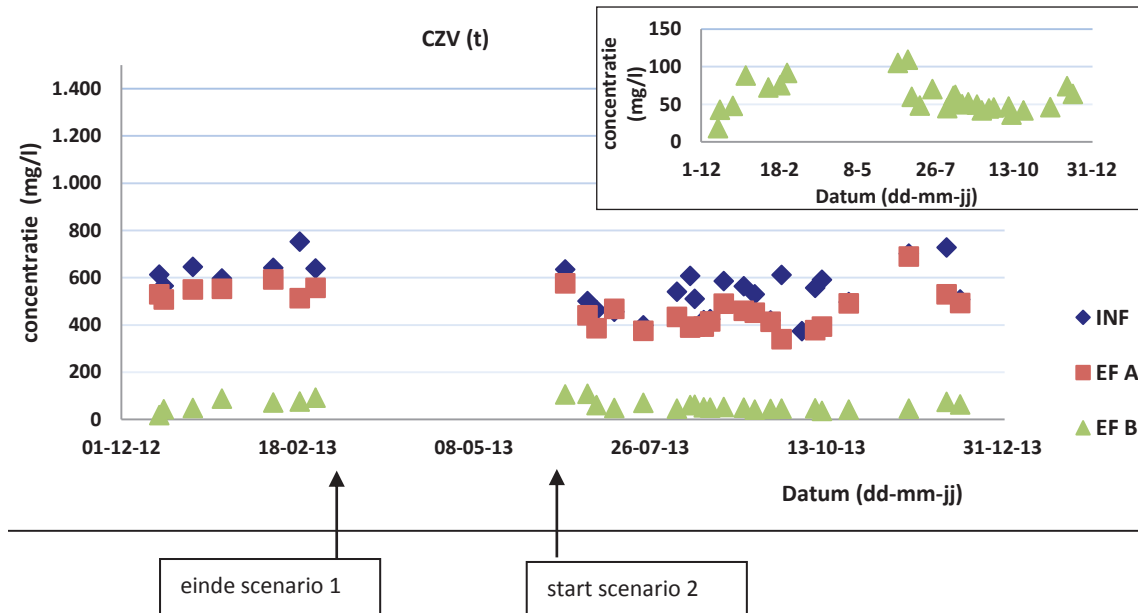 CZV (t)
concentratie (mg/l)
1.400
1.200
1.000
800
600
400
200
0
01-12-12
18-02-13
08-05-13
26-07-13
13-10-13
31-12-13
Datum (dd-mm-jj)
concentratie
(mg/l)
150
100
50
0
1-12
18-2
8-5
26-7
13-10
31-12
Datum (dd-mm-jj)
INF
EF A
EF B
einde scenario 1
start scenario 2